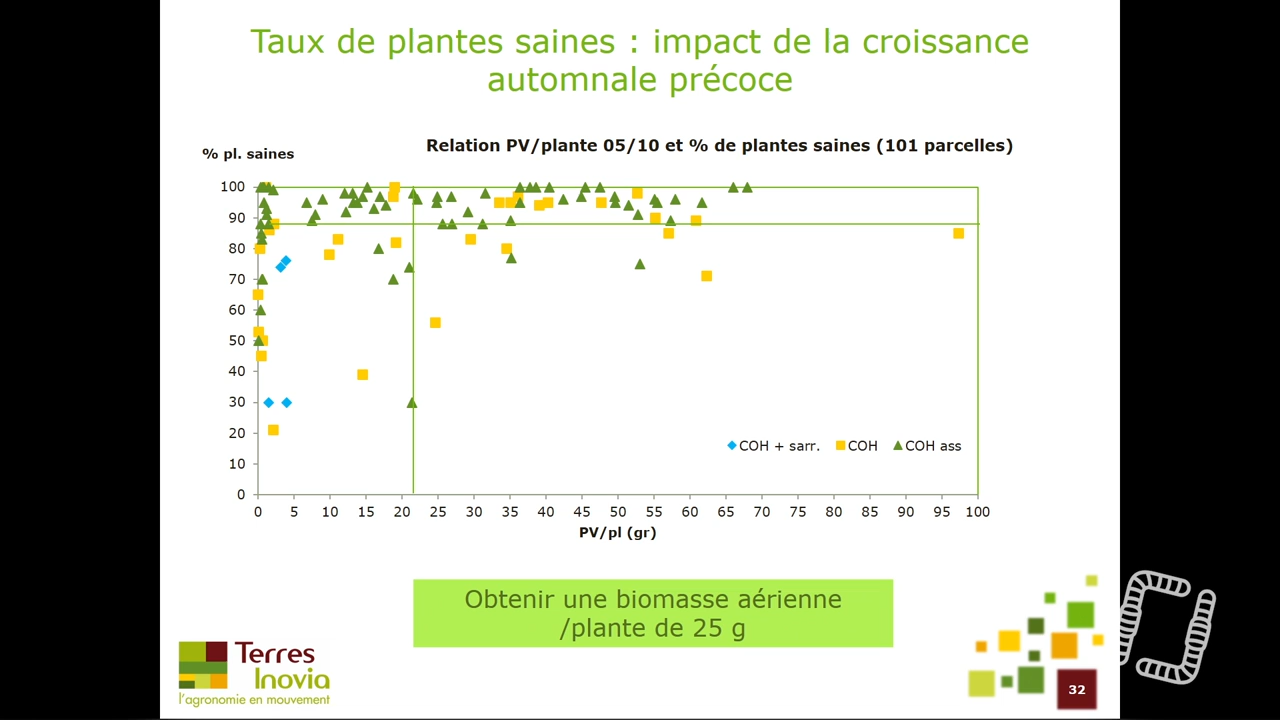 Taux de plantes saines : impact de la croissance
automnale précoce
Relation PV/plante 05/10 et % de plantes saines (101 parcelles)
% pl. saines
100
90
80
70
60
50
40
30
20
10
0
COH + sarr.
COH
COH ass
0 5 10 15 20 25 30 35 40 45 50 55 60 65 70 75 80 85 90 95 100
PV/pl (gr)
Obtenir une biomasse aérienne
/plante de 25 g
Terres
Inovia
l'agronomie en mouvement
32